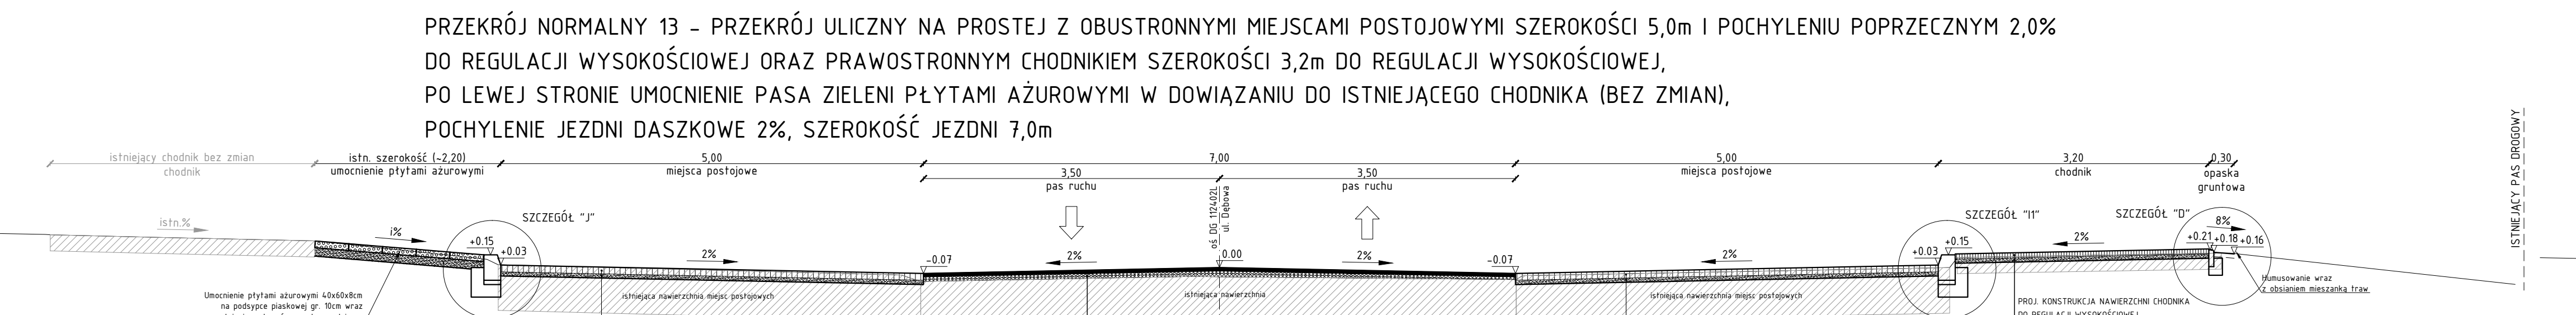 PRZEKRÓJ NORMALNY 13 - PRZEKRÓJ ULICZNY NA PROSTEJ Z OBUSTRONNYMI MIEJSCAMI POSTOJOWYMI SZEROKOŚCI 5,0m I POCHYLENIU POPRZECZNYM 2,0%
DO REGULACJI WYSOKOŚCIOWEJ ORAZ PRAWOSTRONNYM CHODNIKIEM SZEROKOŚCI 3,2m DO REGULACJI WYSOKOŚCIOWEJ,
PO LEWEJ STRONIE UMOCNIENIE PASA ZIELENI PŁYTAMI AŻUROWYMI W DOWIĄZANIU DO ISTNIEJĄCEGO CHODNIKA (BEZ ZMIAN),
POCHYLENIE JEZDNI DASZKOWE 2%, SZEROKOŚĆ JEZDNI 7,0m
istniejący chodnik bez zmian
chodnik
istn. szerokość (~2,20)
umocnienie płytami ażurowymi
5,00
miejsca postojowe
7,00
3,50
pas ruchu
3,50
pas ruchu
5,00
miejsca postojowe
3,20
chodnik
0,30
opaska
gruntowa
ISTNIEJĄCY PAS DROGOWY
oś DG 112402L
ul. Dębowa
istn.%
i%
SZCZEGÓŁ "J"
+0.15
+0.03
2%
-0.07
2%
0.00
2%
-0.07
2%
SZCZEGÓŁ "I1"
+0.03
+0.15
2%
SZCZEGÓŁ "D"
8%
+0.21
+0.18
+0.16
Umocnienie płytami ażurowymi 40x60x8cm
na podsypce piaskowej gr. 10cm wraz
istniejąca nawierzchnia miejsc postojowych
istniejąca nawierzchnia
istniejąca nawierzchnia miejsc postojowych
Humusowanie wraz
z obsianiem mieszanką traw
PROJ. KONSTRUKCJA NAWIERZCHNI CHODNIKA
DO REGULACJI WYSOKOŚCIOWEJ